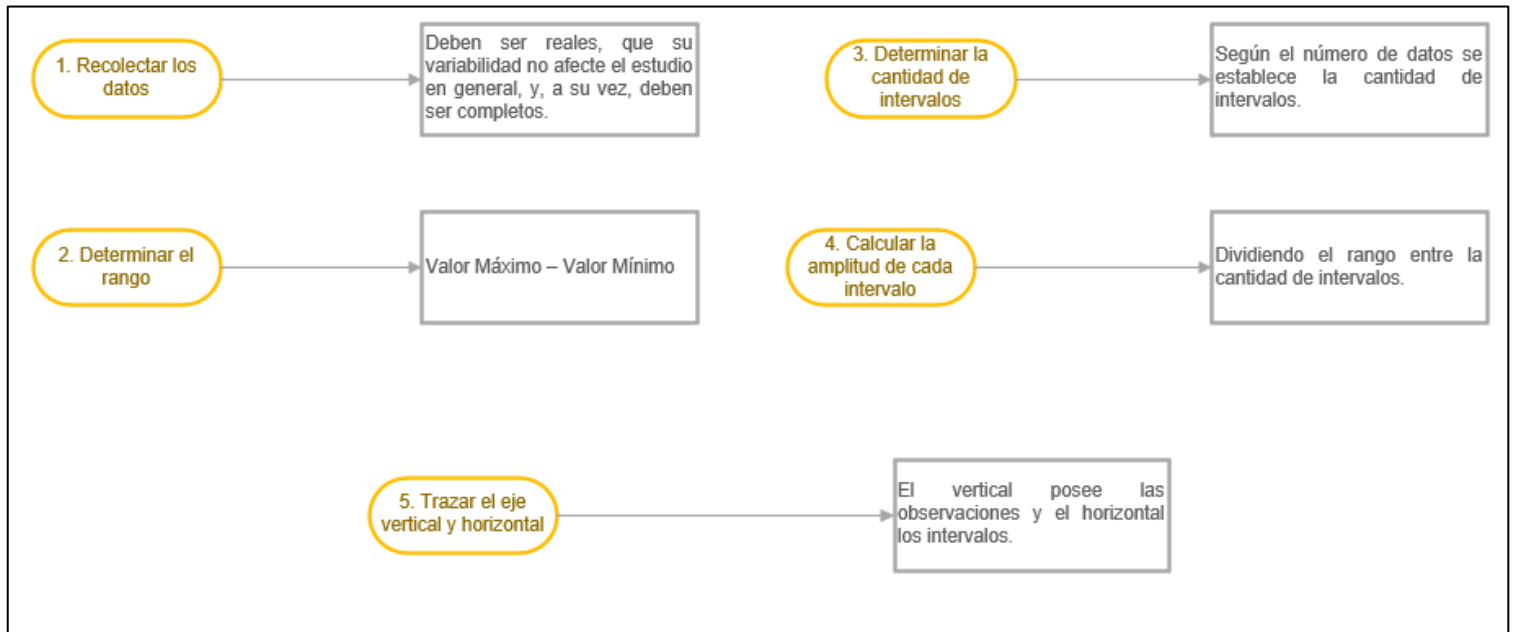 1. Recolectar los
datos
Deben ser reales, que su
variabilidad no afecte el estudio
en general, y, a su vez, deben
ser completos.
2. Determinar el
rango
Valor Máximo – Valor Mínimo
3. Determinar la
cantidad de
intervalos
Según el número de datos se
establece la cantidad de
intervalos.
4. Calcular la
amplitud de cada
intervalo
Dividiendo el rango entre la
cantidad de intervalos.
5. Trazar el eje
vertical y horizontal
El vertical posee las
observaciones y el horizontal
los intervalos.